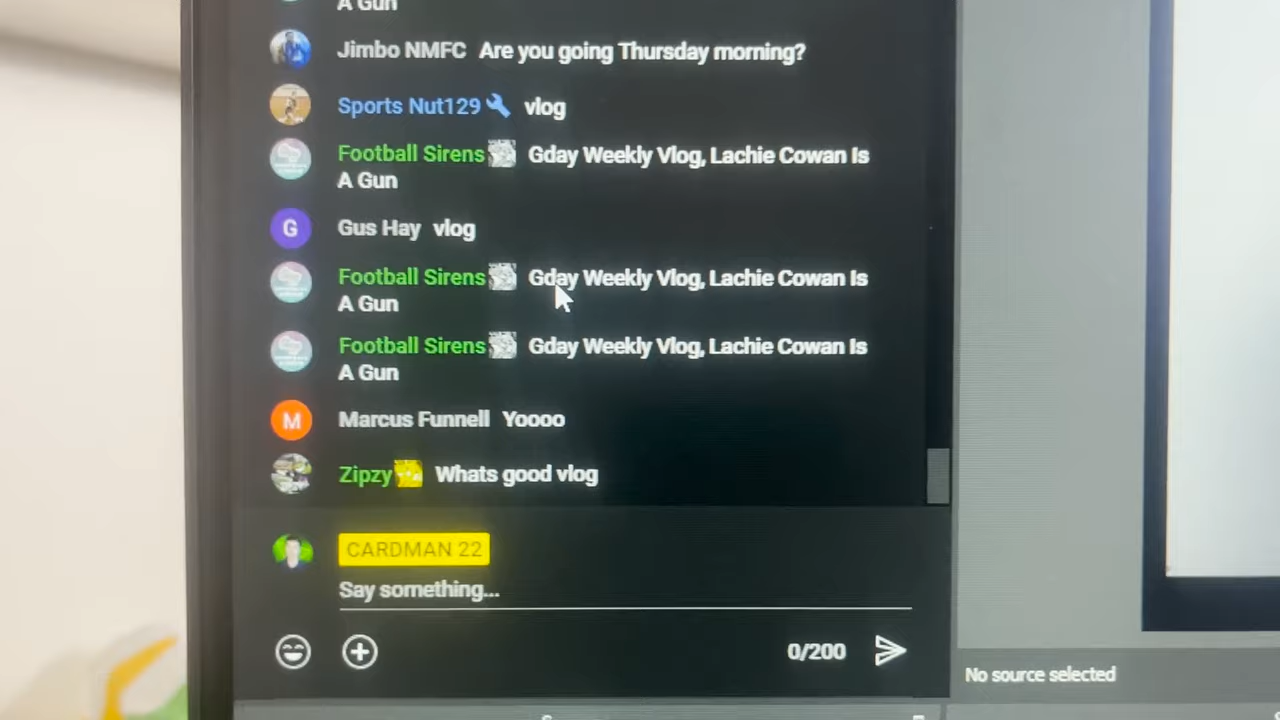 A Gun
Jimbo NMFC Are you going Thursday morning?
Sports Nut129 vlog
Football Sirens Gday Weekly Vlog, Lachie Cowan Is
A Gun
G Gus Hay vlog
Football Sirens Gday Weekly Vlog, Lachie Cowan Is
A Gun
Football Sirens Gday Weekly Vlog, Lachie Cowan Is
A Gun
M Marcus Funnell Yoooo
Zipzy Whats good vlog
CARDMAN 22
Say something...
0/200
No source selected